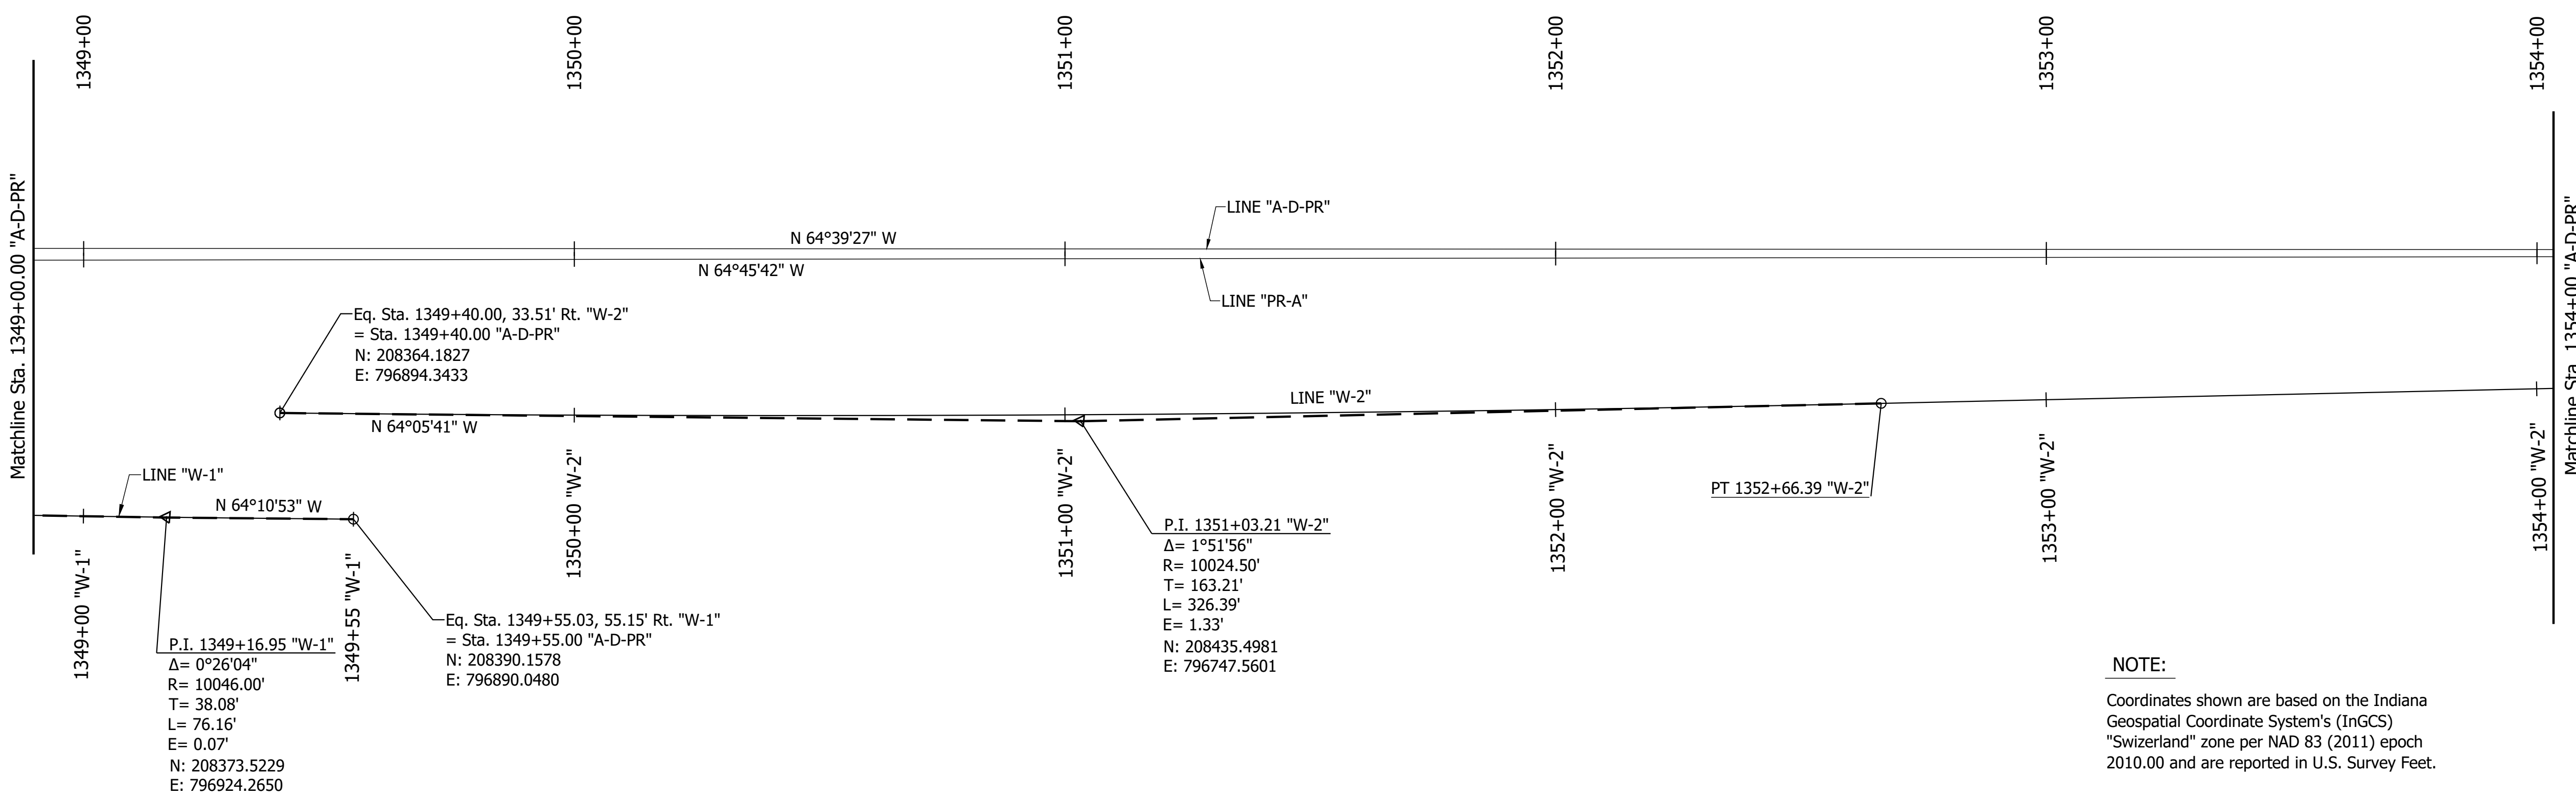 1349+00
1350+00
1351+00
1352+00
1353+00
1354+00
Matchline Sta. 1349+00.00 "A-D-PR"
Matchline Sta. 1354+00.00 "A-D-PR"
LINE "A-D-PR"
N 64°39'27" W
N 64°45'42" W
LINE "PR-A"
Eq. Sta. 1349+40.00, 33.51' Rt. "W-2"
= Sta. 1349+40.00 "A-D-PR"
N: 208364.1827
E: 796894.3433
LINE "W-2"
N 64°05'41" W
LINE "W-1"
N 64°10'53" W
1349+00 "W-1"
1349+55 "W-1"
1350+00 "W-2"
1351+00 "W-2"
1352+00 "W-2"
1353+00 "W-2"
1354+00 "W-2"
PT 1352+66.39 "W-2"
P.I. 1351+03.21 "W-2"
Δ= 1°51'56"
R= 10024.50'
T= 163.21'
L= 326.39'
E= 1.33'
N: 208435.4981
E: 796747.5601
Eq. Sta. 1349+55.03, 55.15' Rt. "W-1"
= Sta. 1349+55.00 "A-D-PR"
N: 208390.1578
E: 796890.0480
P.I. 1349+16.95 "W-1"
Δ= 0°26'04"
R= 10046.00'
T= 38.08'
L= 76.16'
E= 0.07'
N: 208373.5229
E: 796924.2650
NOTE:
Coordinates shown are based on the Indiana
Geospatial Coordinate System's (InGCS)
"Swizerland" zone per NAD 83 (2011) epoch
2010.00 and are reported in U.S. Survey Feet.